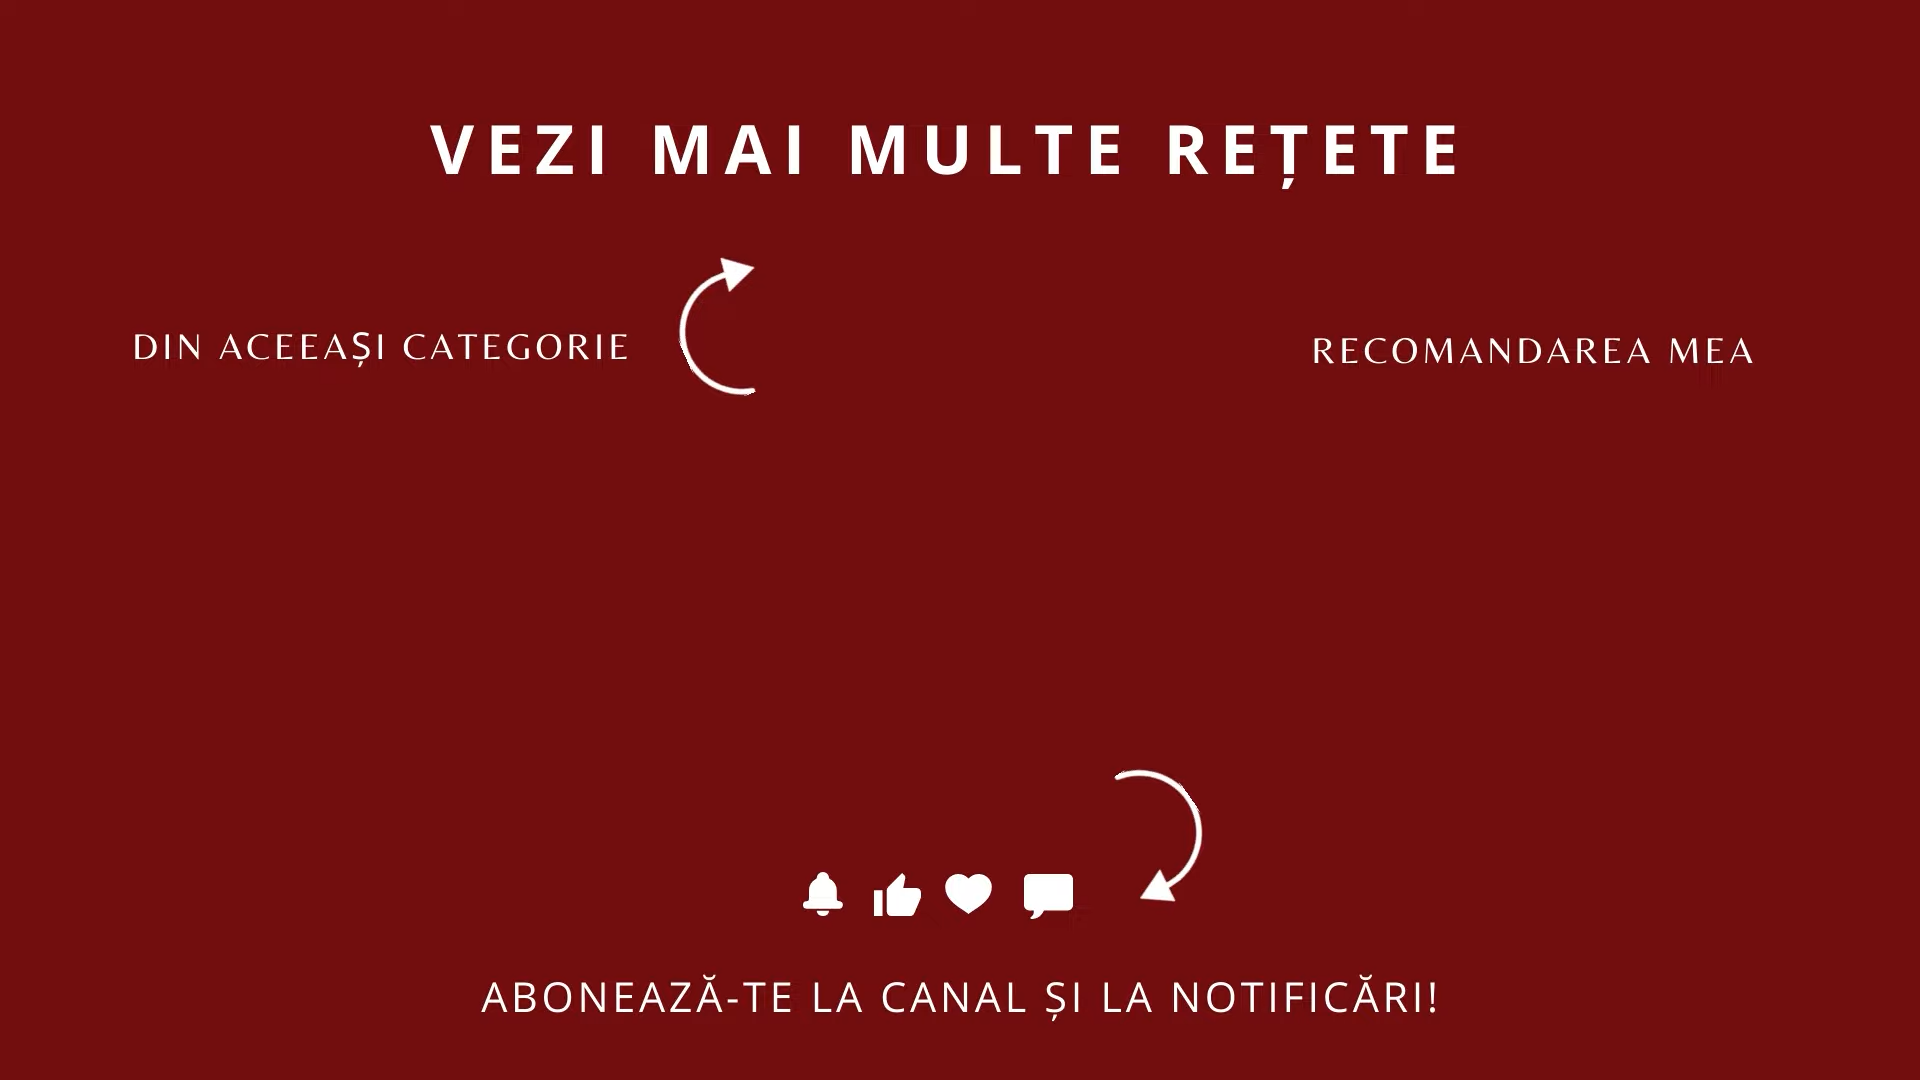 VEZI MAI MULTE REȚETE
DIN ACEEAȘI CATEGORIE
RECOMANDAREA MEA
ABONEAZĂ-TE LA CANAL ȘI LA NOTIFICĂRI!